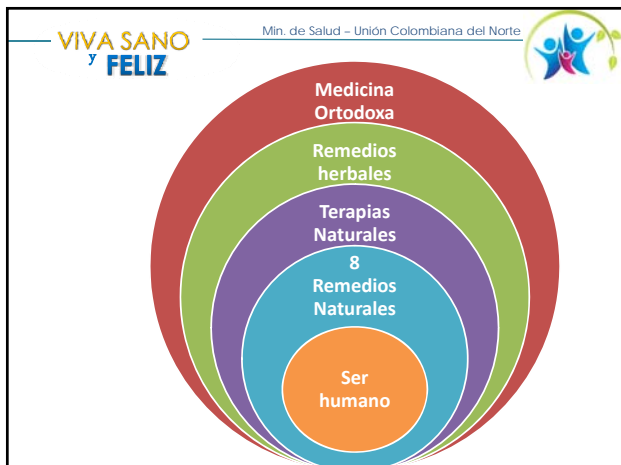 VIVA SANO
y
FELIZ
Min. de Salud – Unión Colombiana del Norte
Medicina
Ortodoxa
Remedios
herbales
Terapias
Naturales
8
Remedios
Naturales
Ser
humano